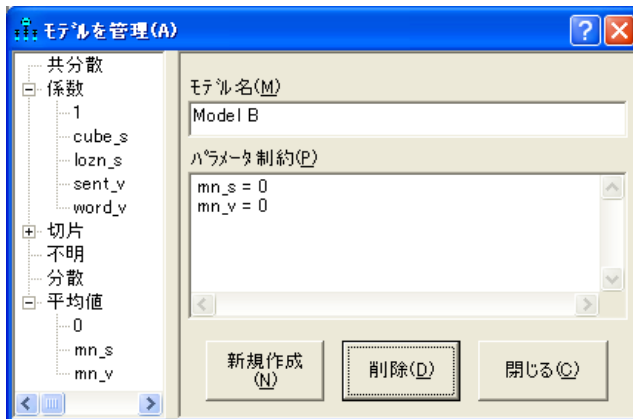 モデルを管理(A)
共分散
係数
1
cube_s
lozn_s
sent_v
word_v
切片
不明
分散
平均値
0
mn_s
mn_v
モデル名(M)
Model B
パラメータ制約(P)
mn_s = 0
mn_v = 0
新規作成
(N)
削除(D)
閉じる(C)